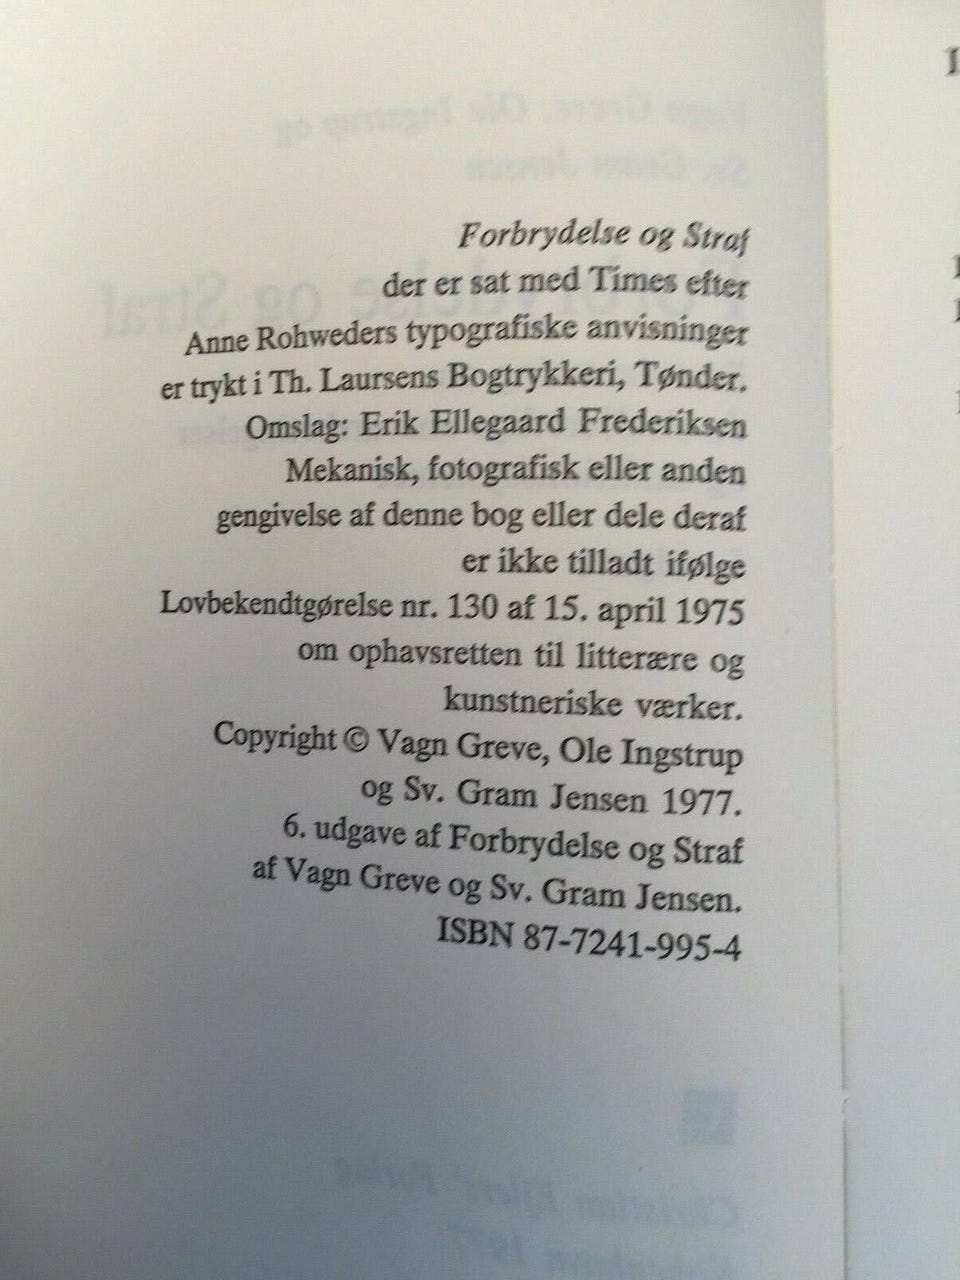 Forbrydelse og Straf
der er sat med Times efter
Anne Rohweders typografiske anvisninger
er trykt i Th. Laursens Bogtrykkeri, Tønder.
Omslag: Erik Ellegaard Frederiksen
Mekanisk, fotografisk eller anden
gengivelse af denne bog eller dele deraf
er ikke tilladt ifølge
Lovbekendtgørelse nr. 130 af 15. april 1975
om ophavsretten til litterære og
kunstneriske værker.
Copyright © Vagn Greve, Ole Ingstrup
og Sv. Gram Jensen 1977.
6. udgave af Forbrydelse og Straf
af Vagn Greve og Sv. Gram Jensen.
ISBN 87-7241-995-4